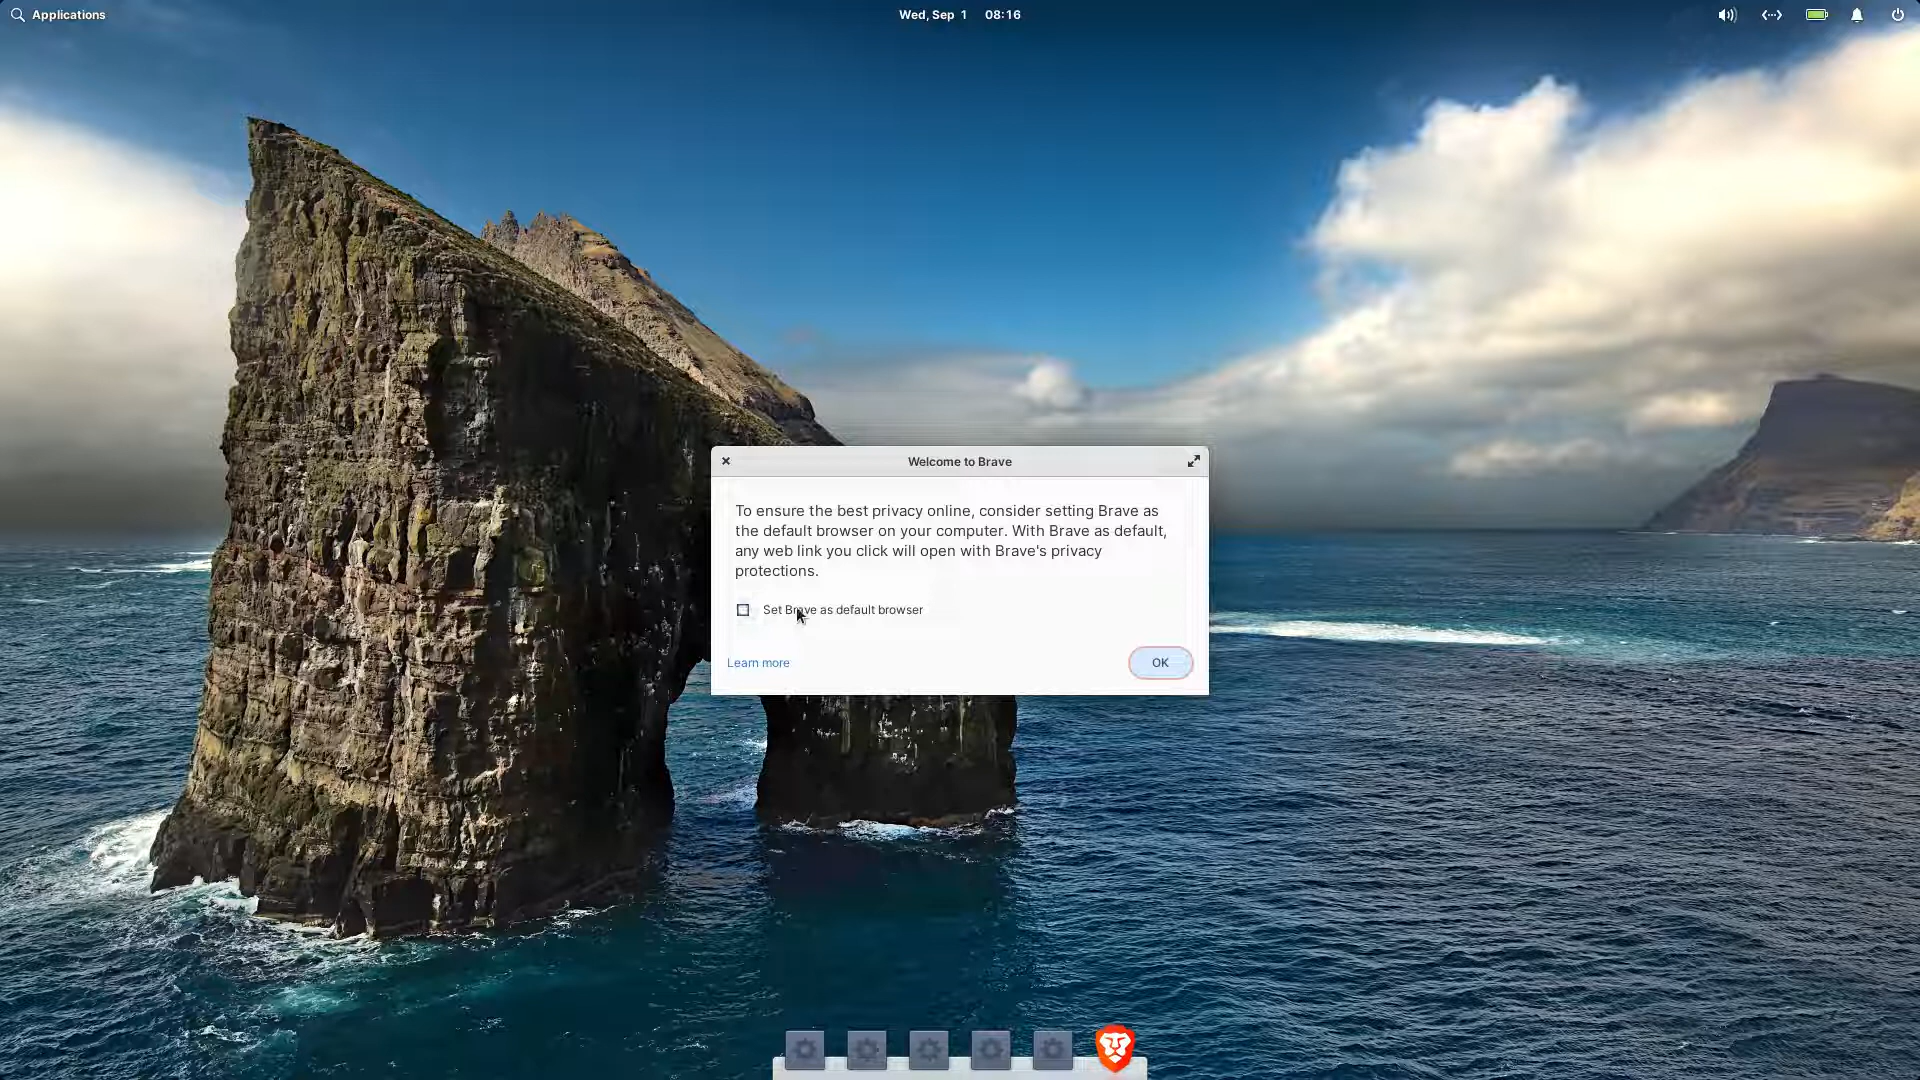 Applications
Wed, Sep 1 08:16
Welcome to Brave
To ensure the best privacy online, consider setting Brave as
the default browser on your computer. With Brave as default,
any web link you click will open with Brave's privacy
protections.
Set Brave as default browser
Learn more
OK